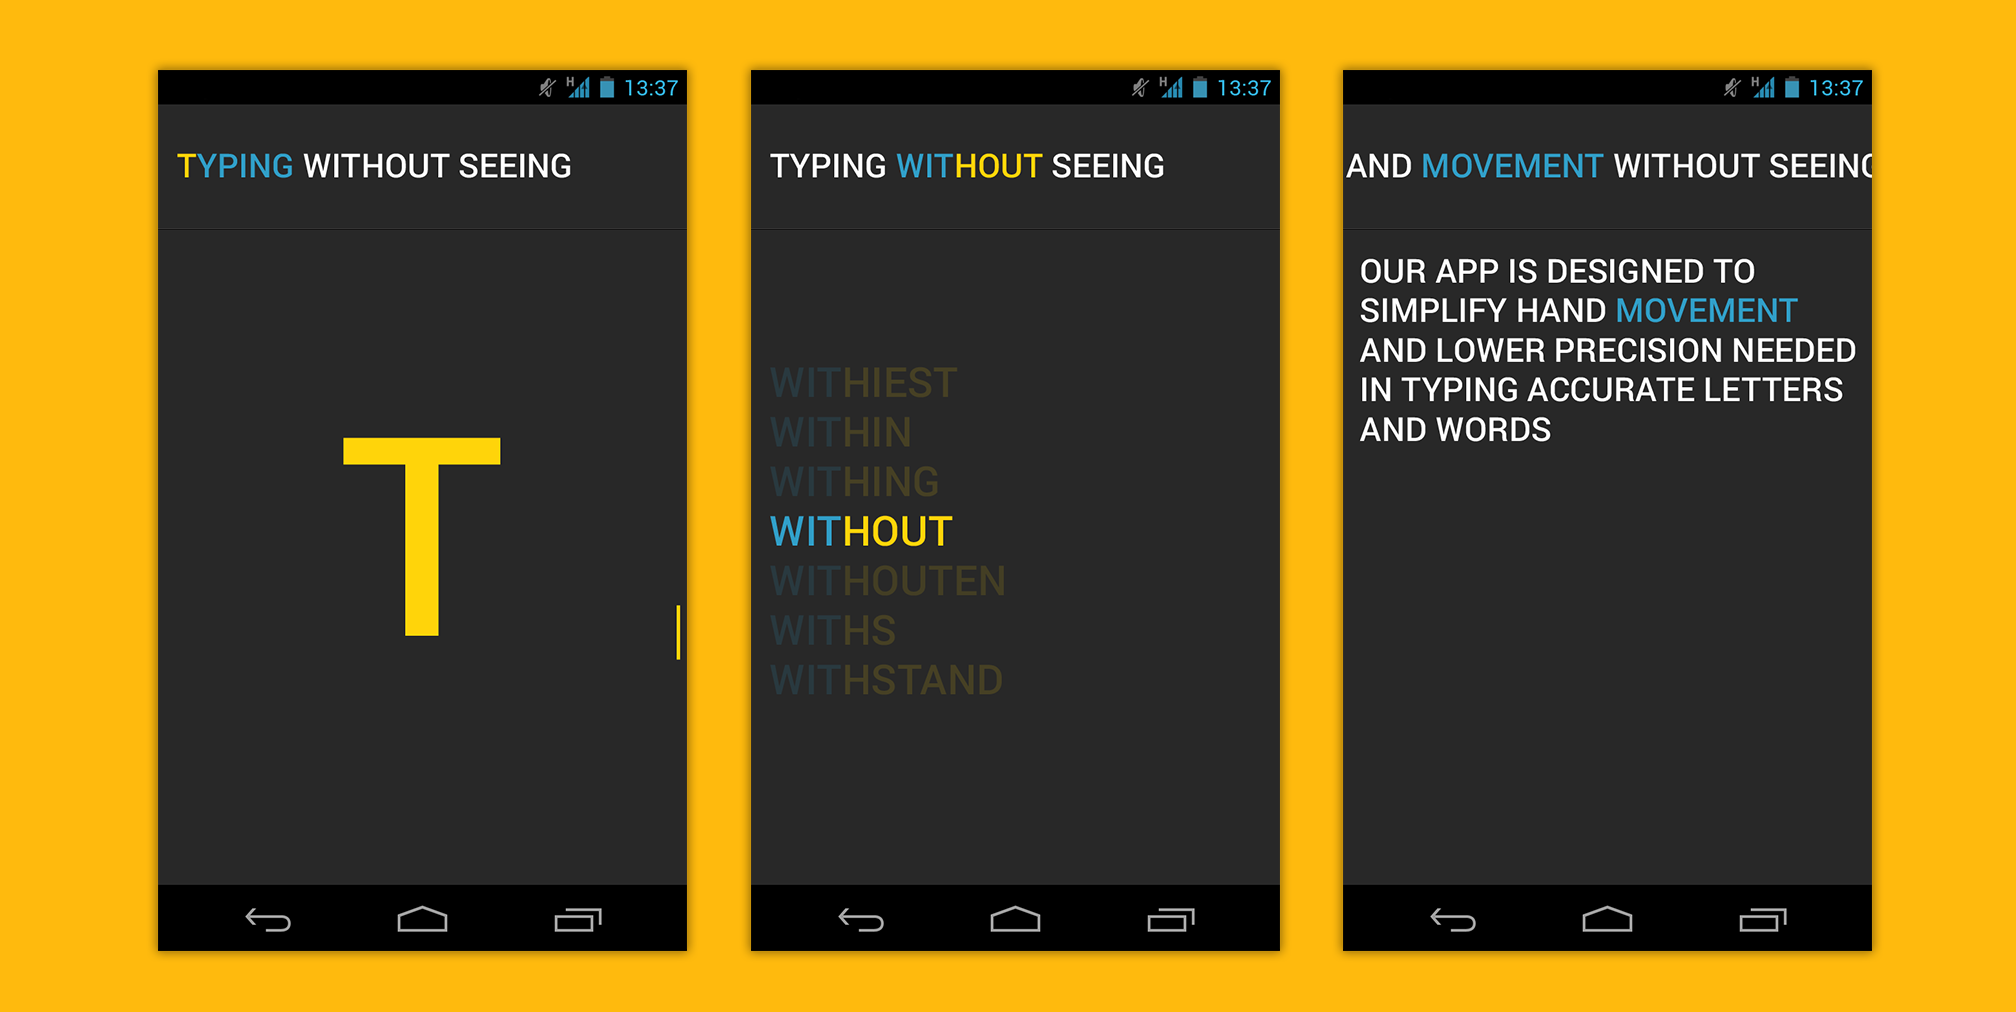 H 13:37
TYPING WITHOUT SEEING
T
H 13:37
TYPING WITHOUT SEEING
WITHIEST
WITHIN
WITHING
WITHOUT
WITHOUTEN
WITHS
WITHSTAND
H 13:37
AND MOVEMENT WITHOUT SEEING
OUR APP IS DESIGNED TO
SIMPLIFY HAND MOVEMENT
AND LOWER PRECISION NEEDED
IN TYPING ACCURATE LETTERS
AND WORDS